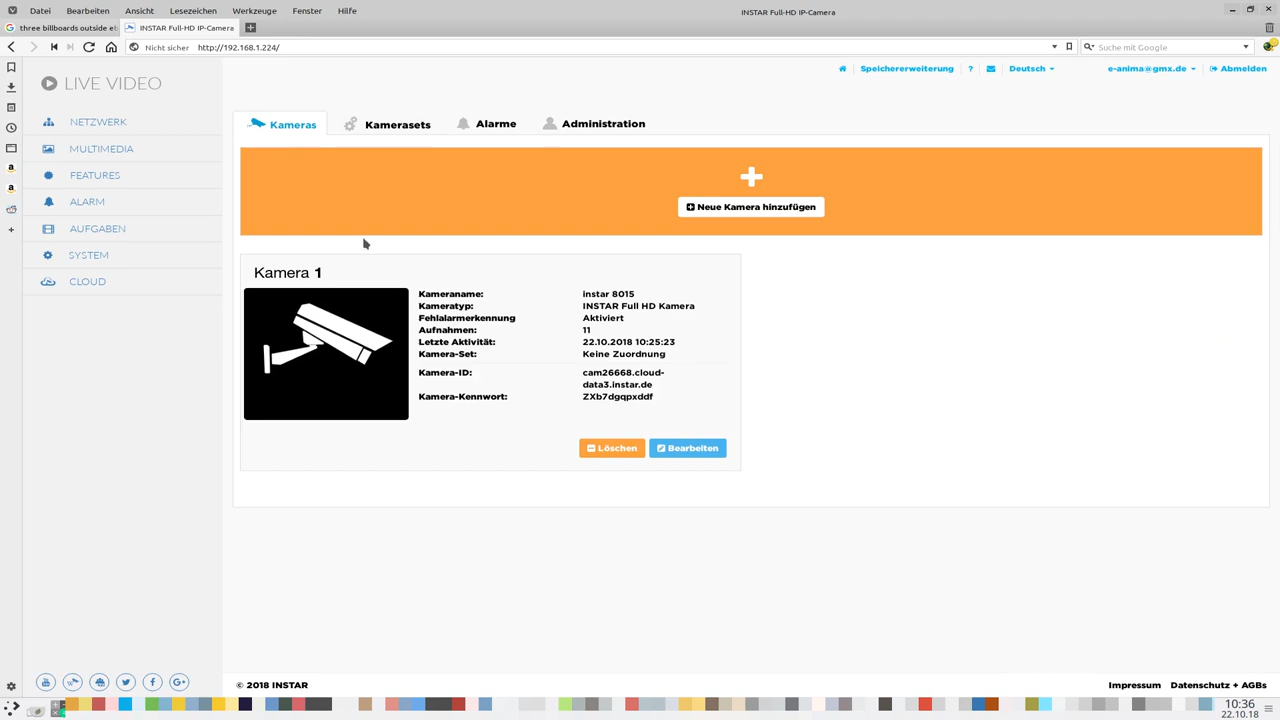 Datei Bearbeiten Ansicht Lesezeichen Werkzeuge Fenster Hilfe INSTAR Full-HD IP-Camera
three billboards outside eb INSTAR Full-HD IP-Camera
Nicht sicher http://192.168.1.224/ Suche mit Google
LIVE VIDEO
NETZWERK
MULTIMEDIA
FEATURES
ALARM
AUFGABEN
SYSTEM
CLOUD
Speichererweiterung ? Deutsch e-anima@gmx.de Abmelden
Kameras Kamerasets Alarme Administration
Neue Kamera hinzufügen
Kamera 1
Kameraname: instar 8015
Kameratyp: INSTAR Full HD Kamera
Fehlalarmerkennung Aktiviert
Aufnahmen: 11
Letzte Aktivität: 22.10.2018 10:25:23
Kamera-Set: Keine Zuordnung
Kamera-ID: cam26668.cloud-
data3.instar.de
Kamera-Kennwort: ZXb7dgqpxddf
Löschen Bearbeiten
© 2018 INSTAR Impressum Datenschutz + AGBs
10:36
22.10.18